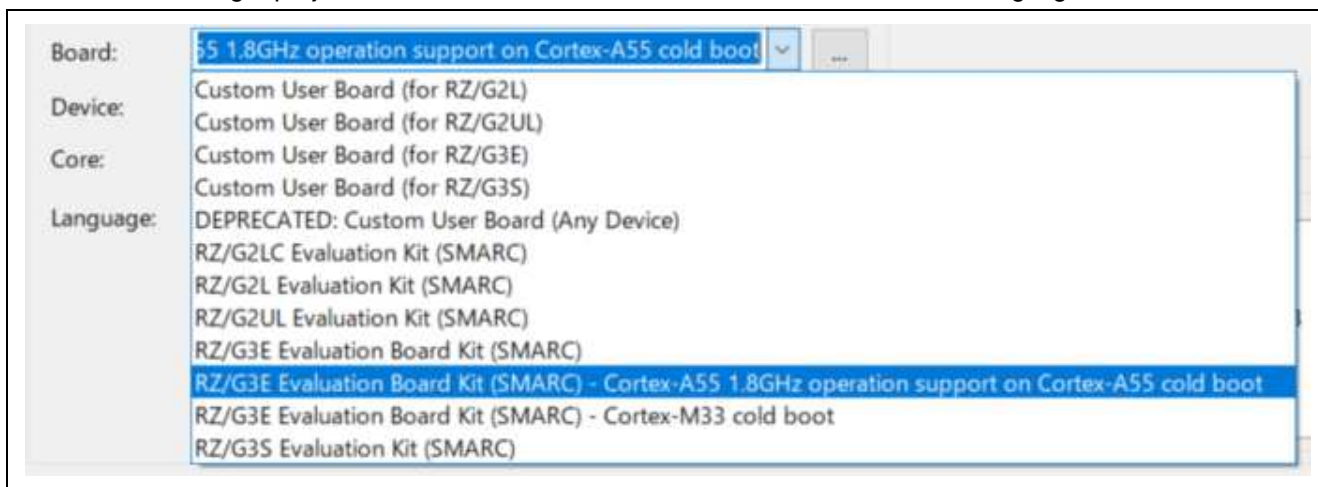 Board:
55 1.8GHz operation support on Cortex-A55 cold boot
...
Device:
Core:
Language:
Custom User Board (for RZ/G2L)
Custom User Board (for RZ/G2UL)
Custom User Board (for RZ/G3E)
Custom User Board (for RZ/G3S)
DEPRECATED: Custom User Board (Any Device)
RZ/G2LC Evaluation Kit (SMARC)
RZ/G2L Evaluation Kit (SMARC)
RZ/G2UL Evaluation Kit (SMARC)
RZ/G3E Evaluation Board Kit (SMARC)
RZ/G3E Evaluation Board Kit (SMARC) - Cortex-A55 1.8GHz operation support on Cortex-A55 cold boot
RZ/G3E Evaluation Board Kit (SMARC) - Cortex-M33 cold boot
RZ/G3S Evaluation Kit (SMARC)